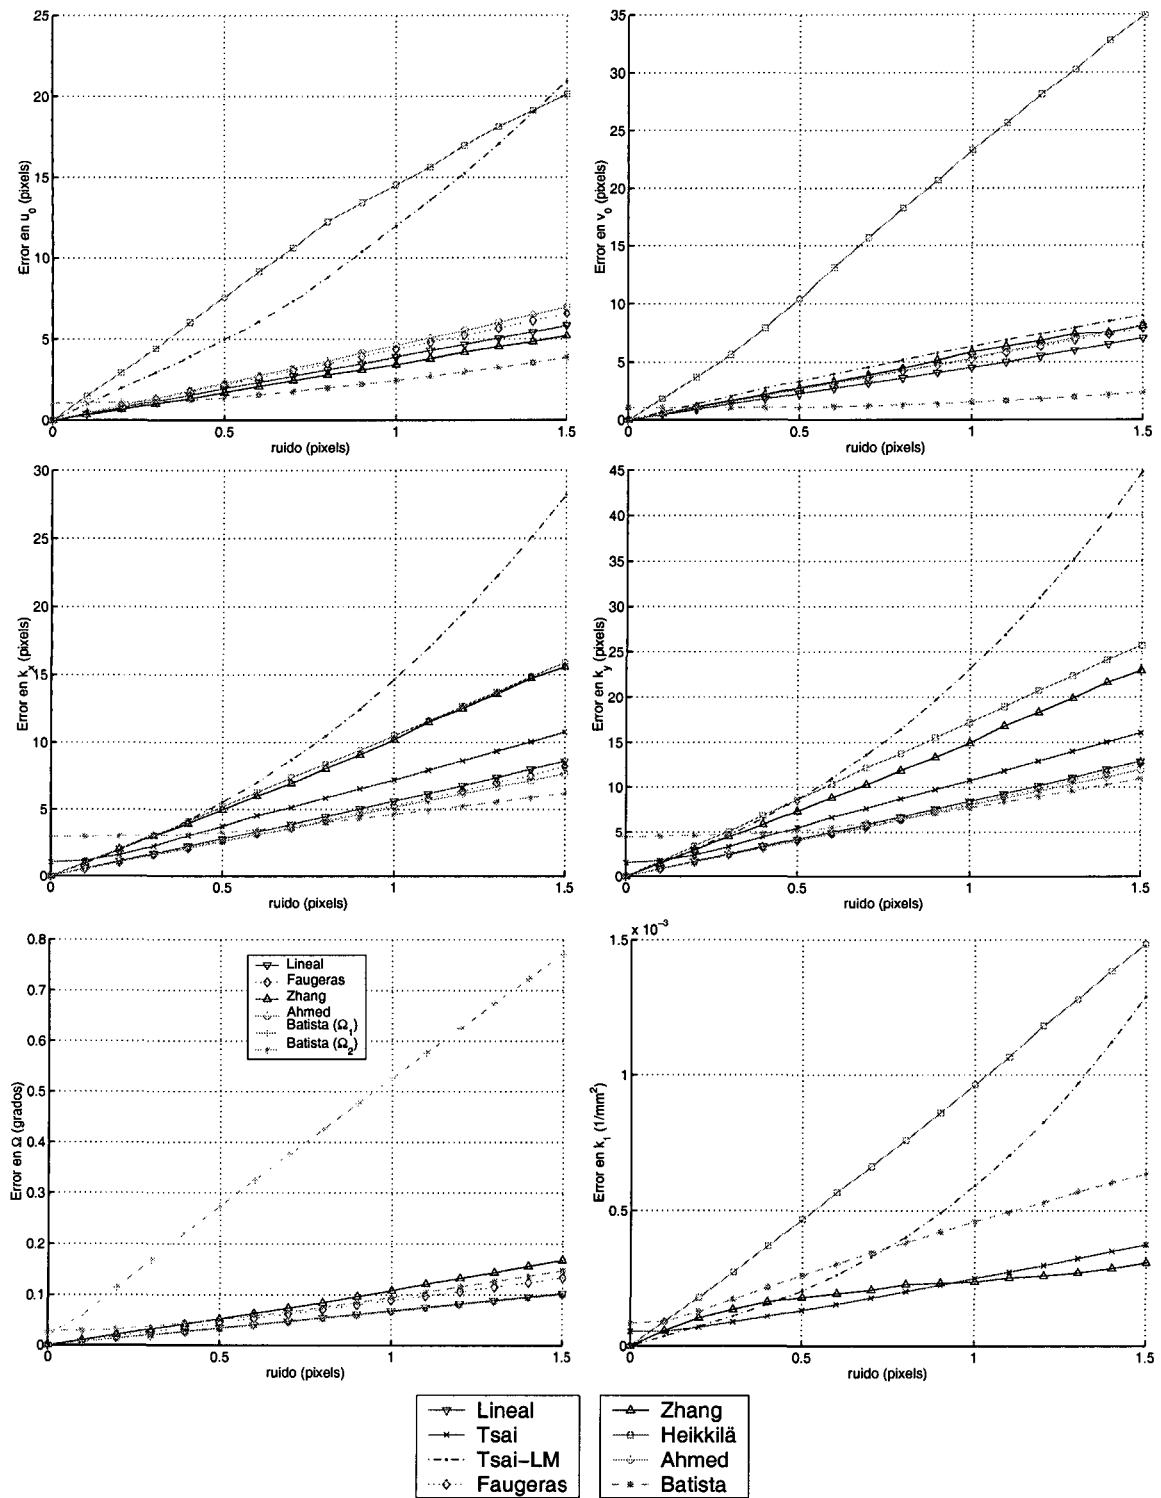 25
20
15
10
5
0
0
0.5
1
1.5
Error en u0 (pixels)
ruido (pixels)
35
30
25
20
15
10
5
0
0
0.5
1
1.5
Error en v0 (pixels)
ruido (pixels)
30
25
20
15
10
5
0
0
0.5
1
1.5
Error en kx (pixels)
ruido (pixels)
45
40
35
30
25
20
15
10
5
0
0
0.5
1
1.5
Error en ky (pixels)
ruido (pixels)
0.8
0.7
0.6
0.5
0.4
0.3
0.2
0.1
0
0
0.5
1
1.5
Error en Ω (grados)
ruido (pixels)
Lineal
Faugeras
Zhang
Ahmed
Batista (Ω1)
Batista (Ω2)
x 10−3
1.5
1
0.5
0
0
0.5
1
1.5
Error en k1 (1/mm2)
ruido (pixels)
Lineal
Tsai
Tsai−LM
Faugeras
Zhang
Heikkilä
Ahmed
Batista